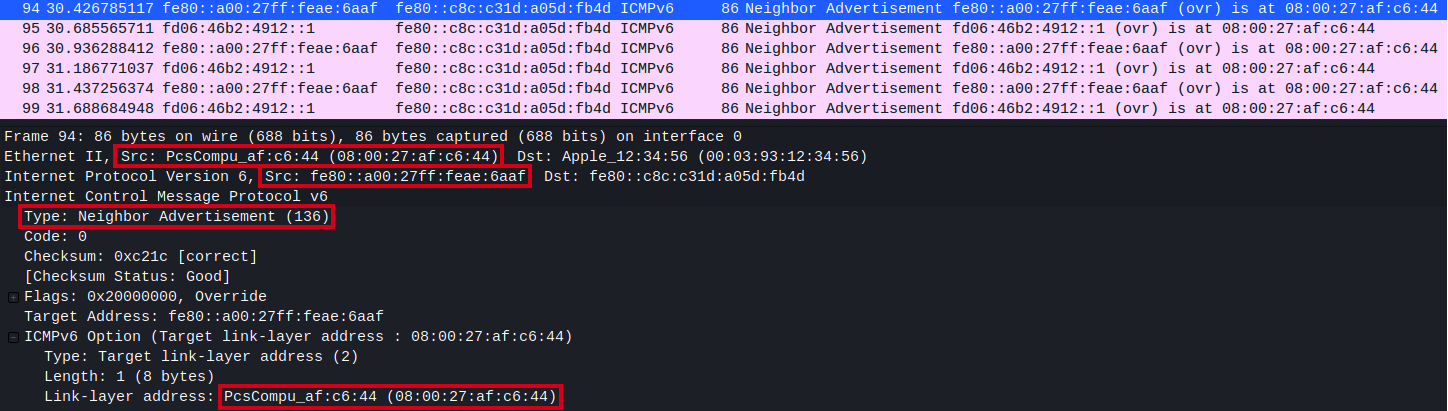 94 30.426785117 fe80::a00:27ff:feae:6aaf fe80::c8c:c31d:a05d:fb4d ICMPv6 86 Neighbor Advertisement fe80::a00:27ff:feae:6aaf (ovr) is at 08:00:27:af:c6:44
95 30.685565711 fd06:46b2:4912::1 fe80::c8c:c31d:a05d:fb4d ICMPv6 86 Neighbor Advertisement fd06:46b2:4912::1 (ovr) is at 08:00:27:af:c6:44
96 30.936288412 fe80::a00:27ff:feae:6aaf fe80::c8c:c31d:a05d:fb4d ICMPv6 86 Neighbor Advertisement fe80::a00:27ff:feae:6aaf (ovr) is at 08:00:27:af:c6:44
97 31.186771037 fd06:46b2:4912::1 fe80::c8c:c31d:a05d:fb4d ICMPv6 86 Neighbor Advertisement fd06:46b2:4912::1 (ovr) is at 08:00:27:af:c6:44
98 31.437256374 fe80::a00:27ff:feae:6aaf fe80::c8c:c31d:a05d:fb4d ICMPv6 86 Neighbor Advertisement fe80::a00:27ff:feae:6aaf (ovr) is at 08:00:27:af:c6:44
99 31.688684948 fd06:46b2:4912::1 fe80::c8c:c31d:a05d:fb4d ICMPv6 86 Neighbor Advertisement fd06:46b2:4912::1 (ovr) is at 08:00:27:af:c6:44
Frame 94: 86 bytes on wire (688 bits), 86 bytes captured (688 bits) on interface 0
Ethernet II, Src: PcsCompu_af:c6:44 (08:00:27:af:c6:44) Dst: Apple_12:34:56 (00:03:93:12:34:56)
Internet Protocol Version 6, Src: fe80::a00:27ff:feae:6aaf Dst: fe80::c8c:c31d:a05d:fb4d
Internet Control Message Protocol v6
Type: Neighbor Advertisement (136)
Code: 0
Checksum: 0xc21c [correct]
[Checksum Status: Good]
Flags: 0x20000000, Override
Target Address: fe80::a00:27ff:feae:6aaf
ICMPv6 Option (Target link-layer address : 08:00:27:af:c6:44)
Type: Target link-layer address (2)
Length: 1 (8 bytes)
Link-layer address: PcsCompu_af:c6:44 (08:00:27:af:c6:44)